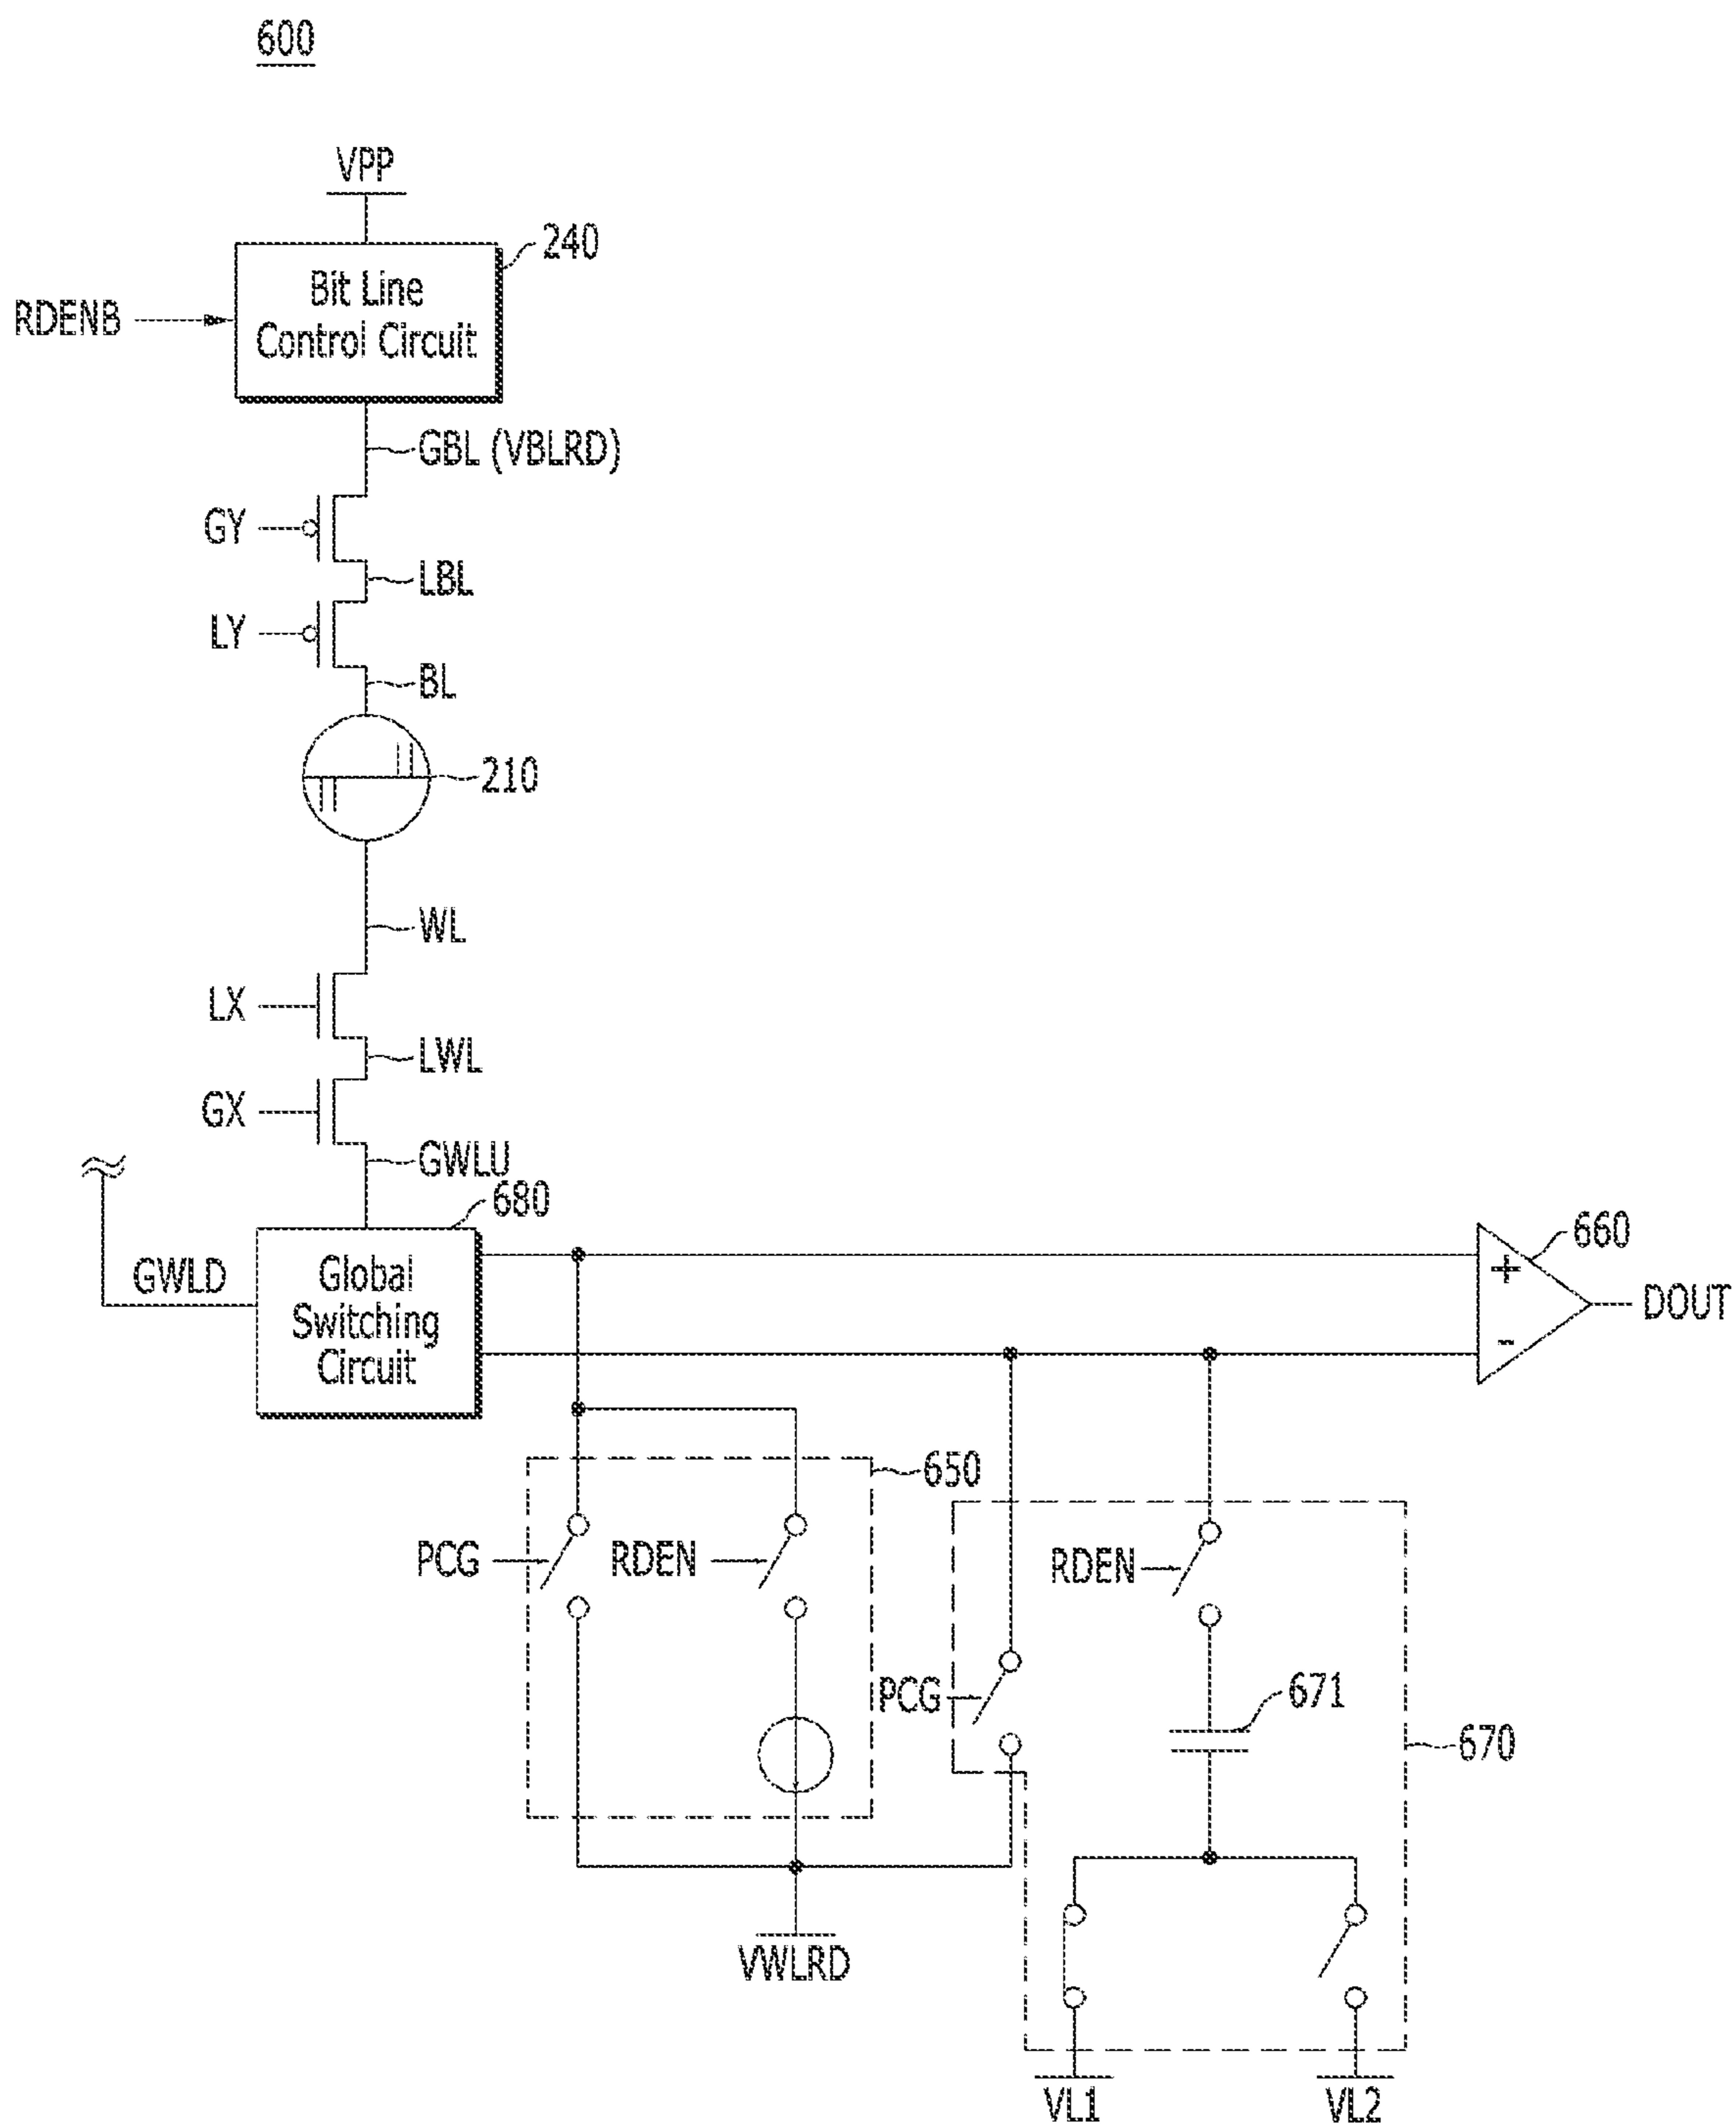 600
VPP
240
Bit Line
Control Circuit
RDENB
GBL (VBLRD)
GY
LBL
LY
BL
210
WL
LX
LWL
GX
GWLU
680
GWLD
Global
Switching
Circuit
660
+
-
DOUT
650
PCG
RDEN
RDEN
PCG
671
670
VWLRD
VL1
VL2